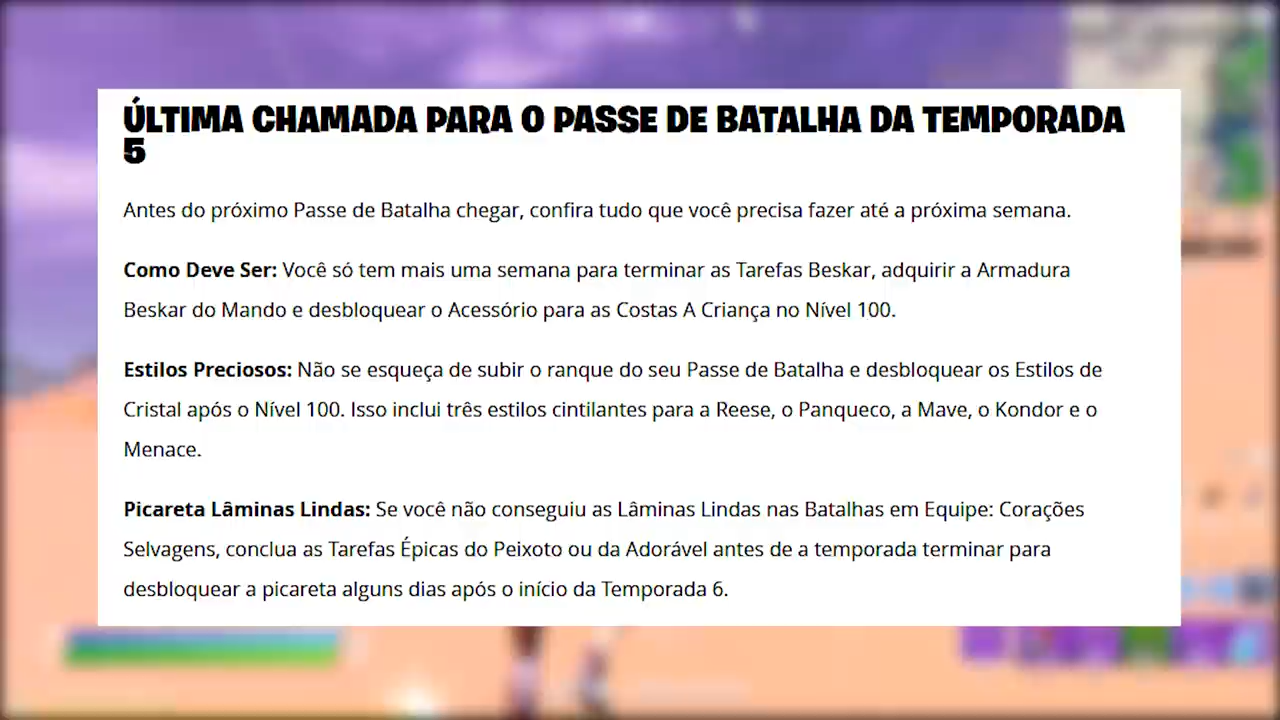 ÚLTIMA CHAMADA PARA O PASSE DE BATALHA DA TEMPORADA
5
Antes do próximo Passe de Batalha chegar, confira tudo que você precisa fazer até a próxima semana.
Como Deve Ser: Você só tem mais uma semana para terminar as Tarefas Beskar, adquirir a Armadura
Beskar do Mando e desbloquear o Acessório para as Costas A Criança no Nível 100.
Estilos Preciosos: Não se esqueça de subir o ranque do seu Passe de Batalha e desbloquear os Estilos de
Cristal após o Nível 100. Isso inclui três estilos cintilantes para a Reese, o Panqueco, a Mave, o Kondor e o
Menace.
Picareta Lâminas Lindas: Se você não conseguiu as Lâminas Lindas nas Batalhas em Equipe: Corações
Selvagens, conclua as Tarefas Épicas do Peixoto ou da Adorável antes de a temporada terminar para
desbloquear a picareta alguns dias após o início da Temporada 6.